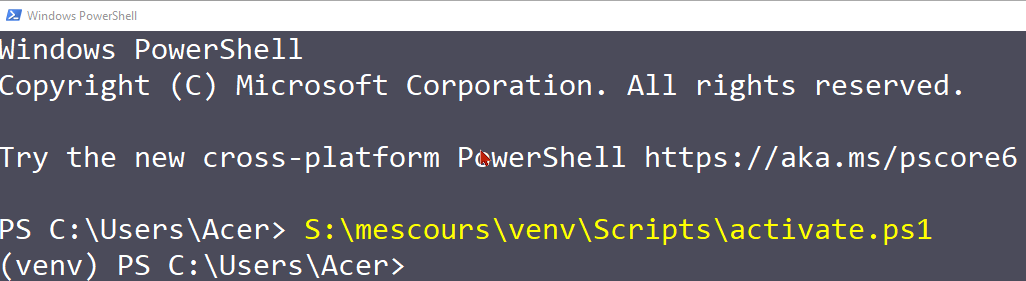 Windows PowerShell
Windows PowerShell
Copyright (C) Microsoft Corporation. All rights reserved.
Try the new cross-platform PowerShell https://aka.ms/pscore6
PS C:\Users\Acer> S:\mescours\venv\Scripts\activate.ps1
(venv) PS C:\Users\Acer>